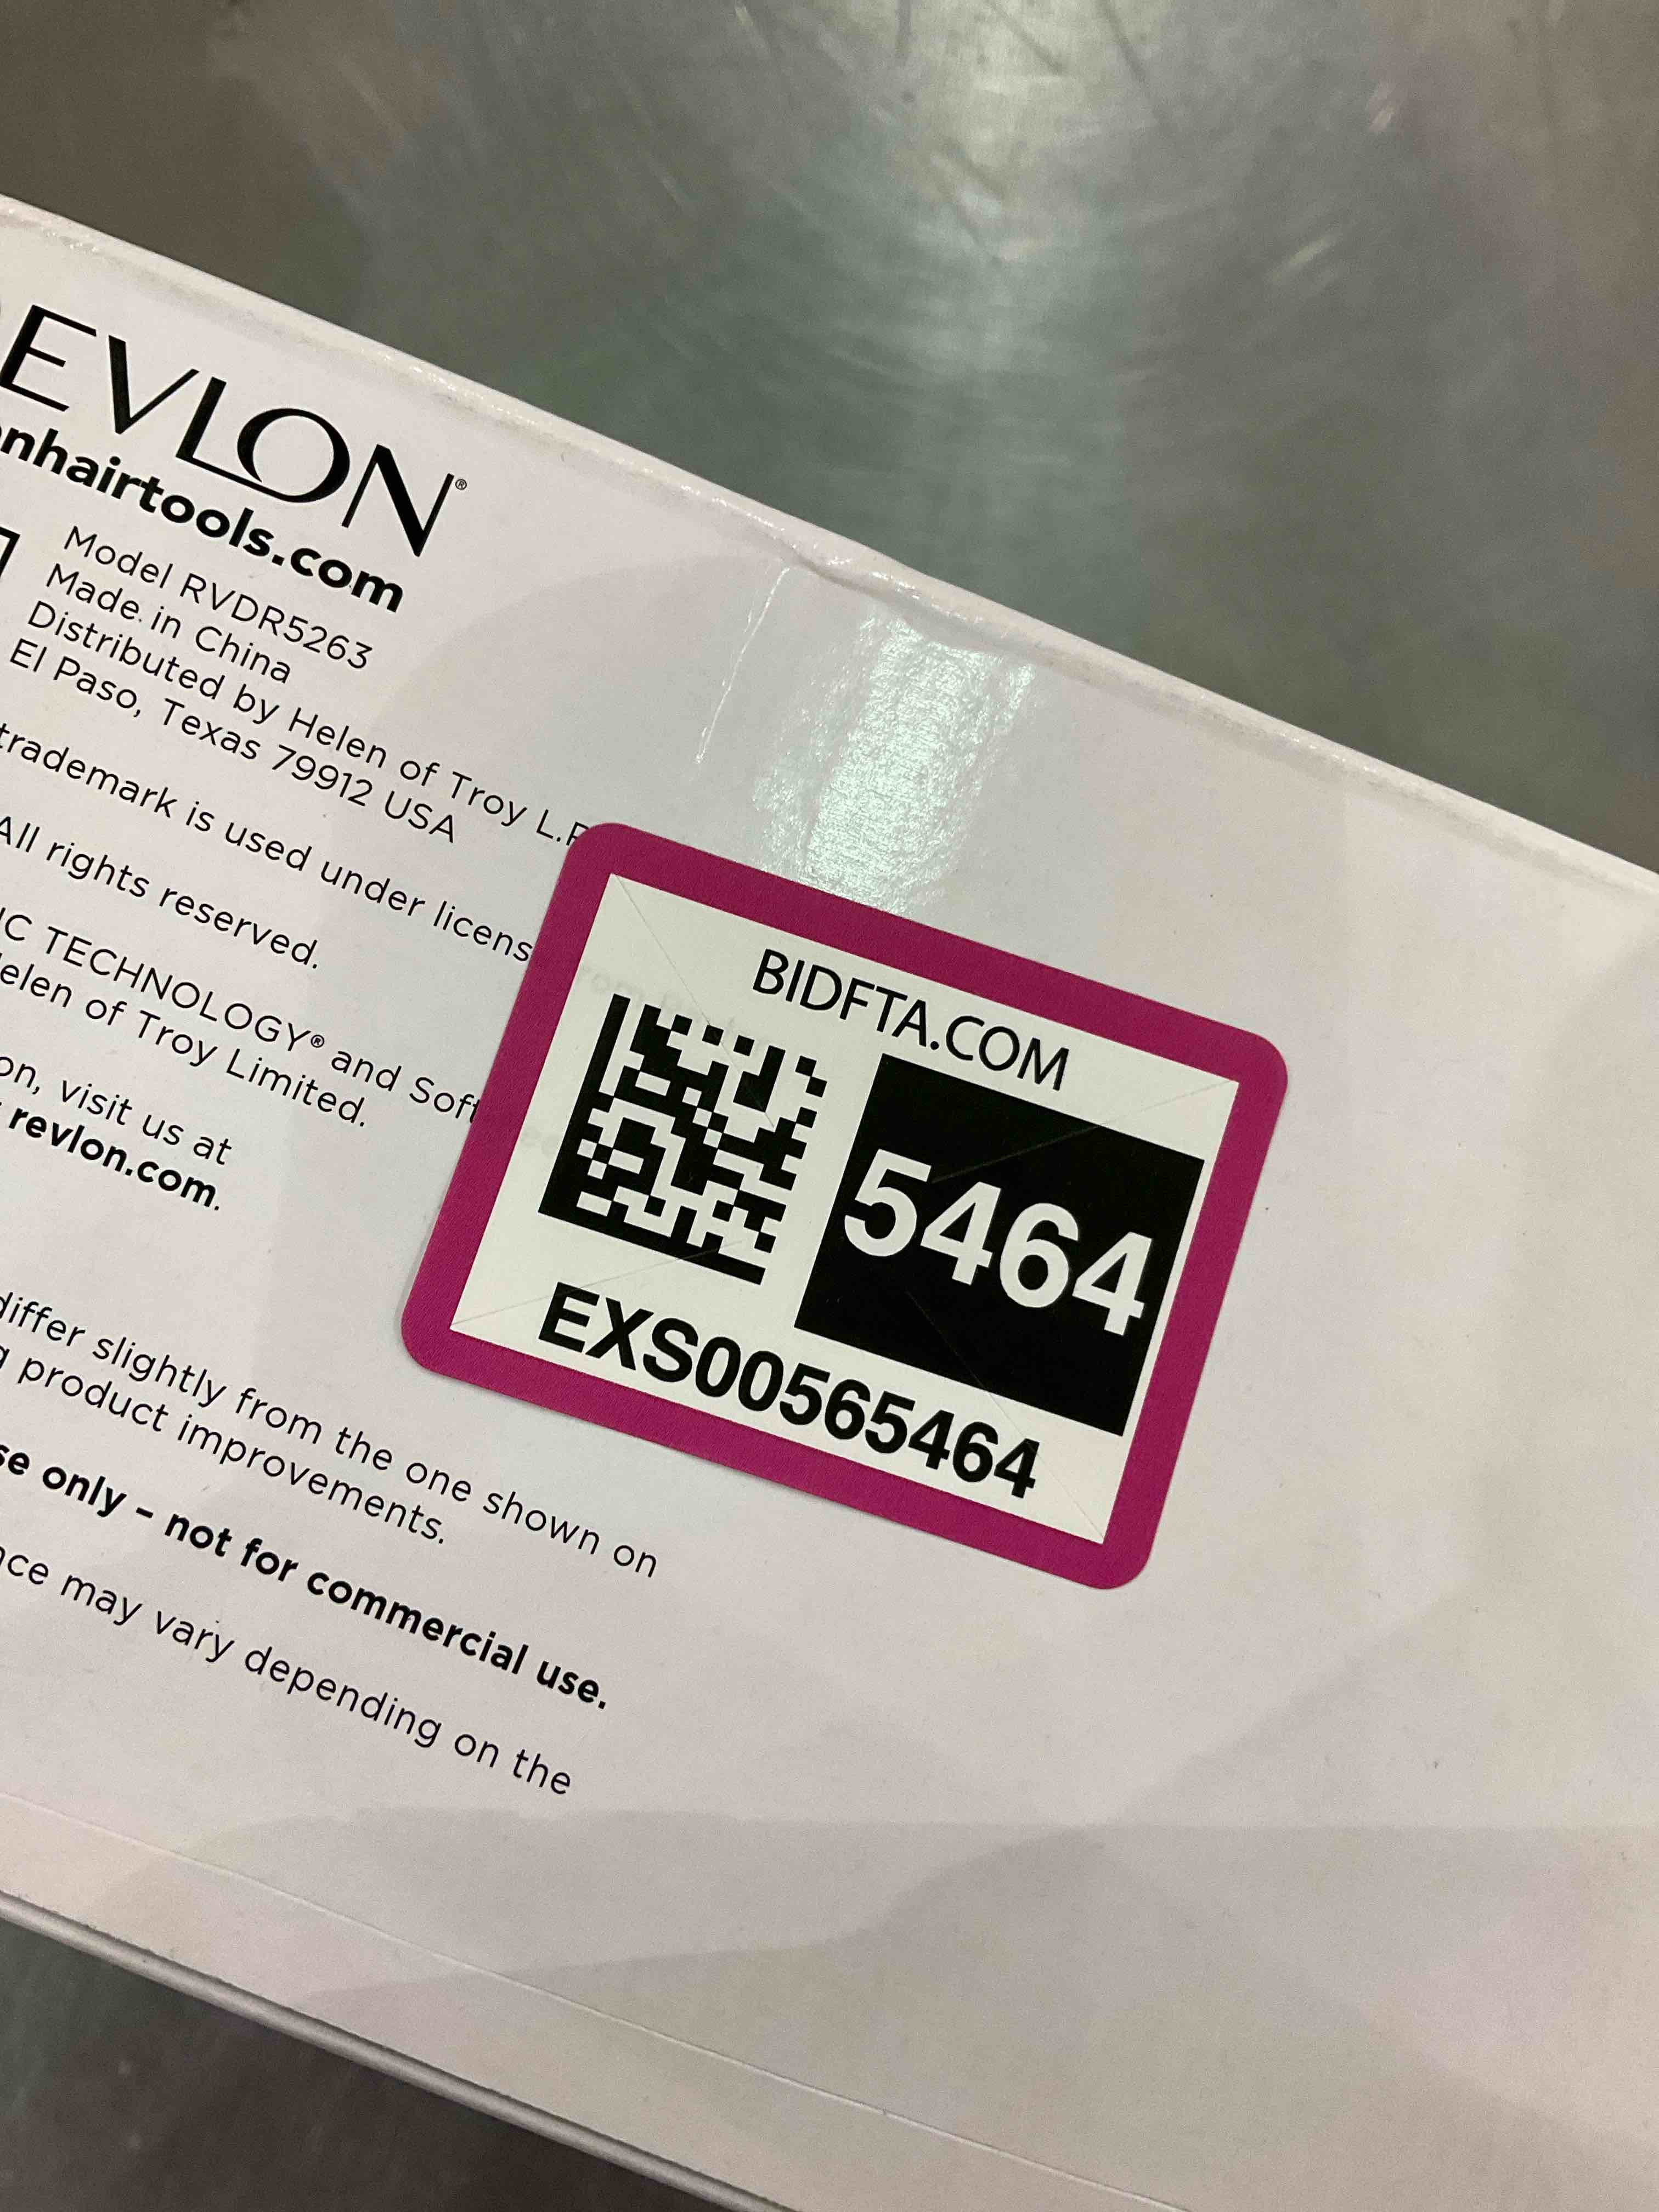 EVLON®
nhairtools.com
Model RVDR5263
Made in China
Distributed by Helen of Troy L.P
El Paso, Texas 79912 USA
trademark is used under licens
All rights reserved.
IC TECHNOLOGY® and Soft
elen of Troy Limited.
on, visit us at
revlon.com.
differ slightly from the one shown on
product improvements.
se only – not for commercial use.
nce may vary depending on the
BIDFTA.COM
5464
EXS00565464